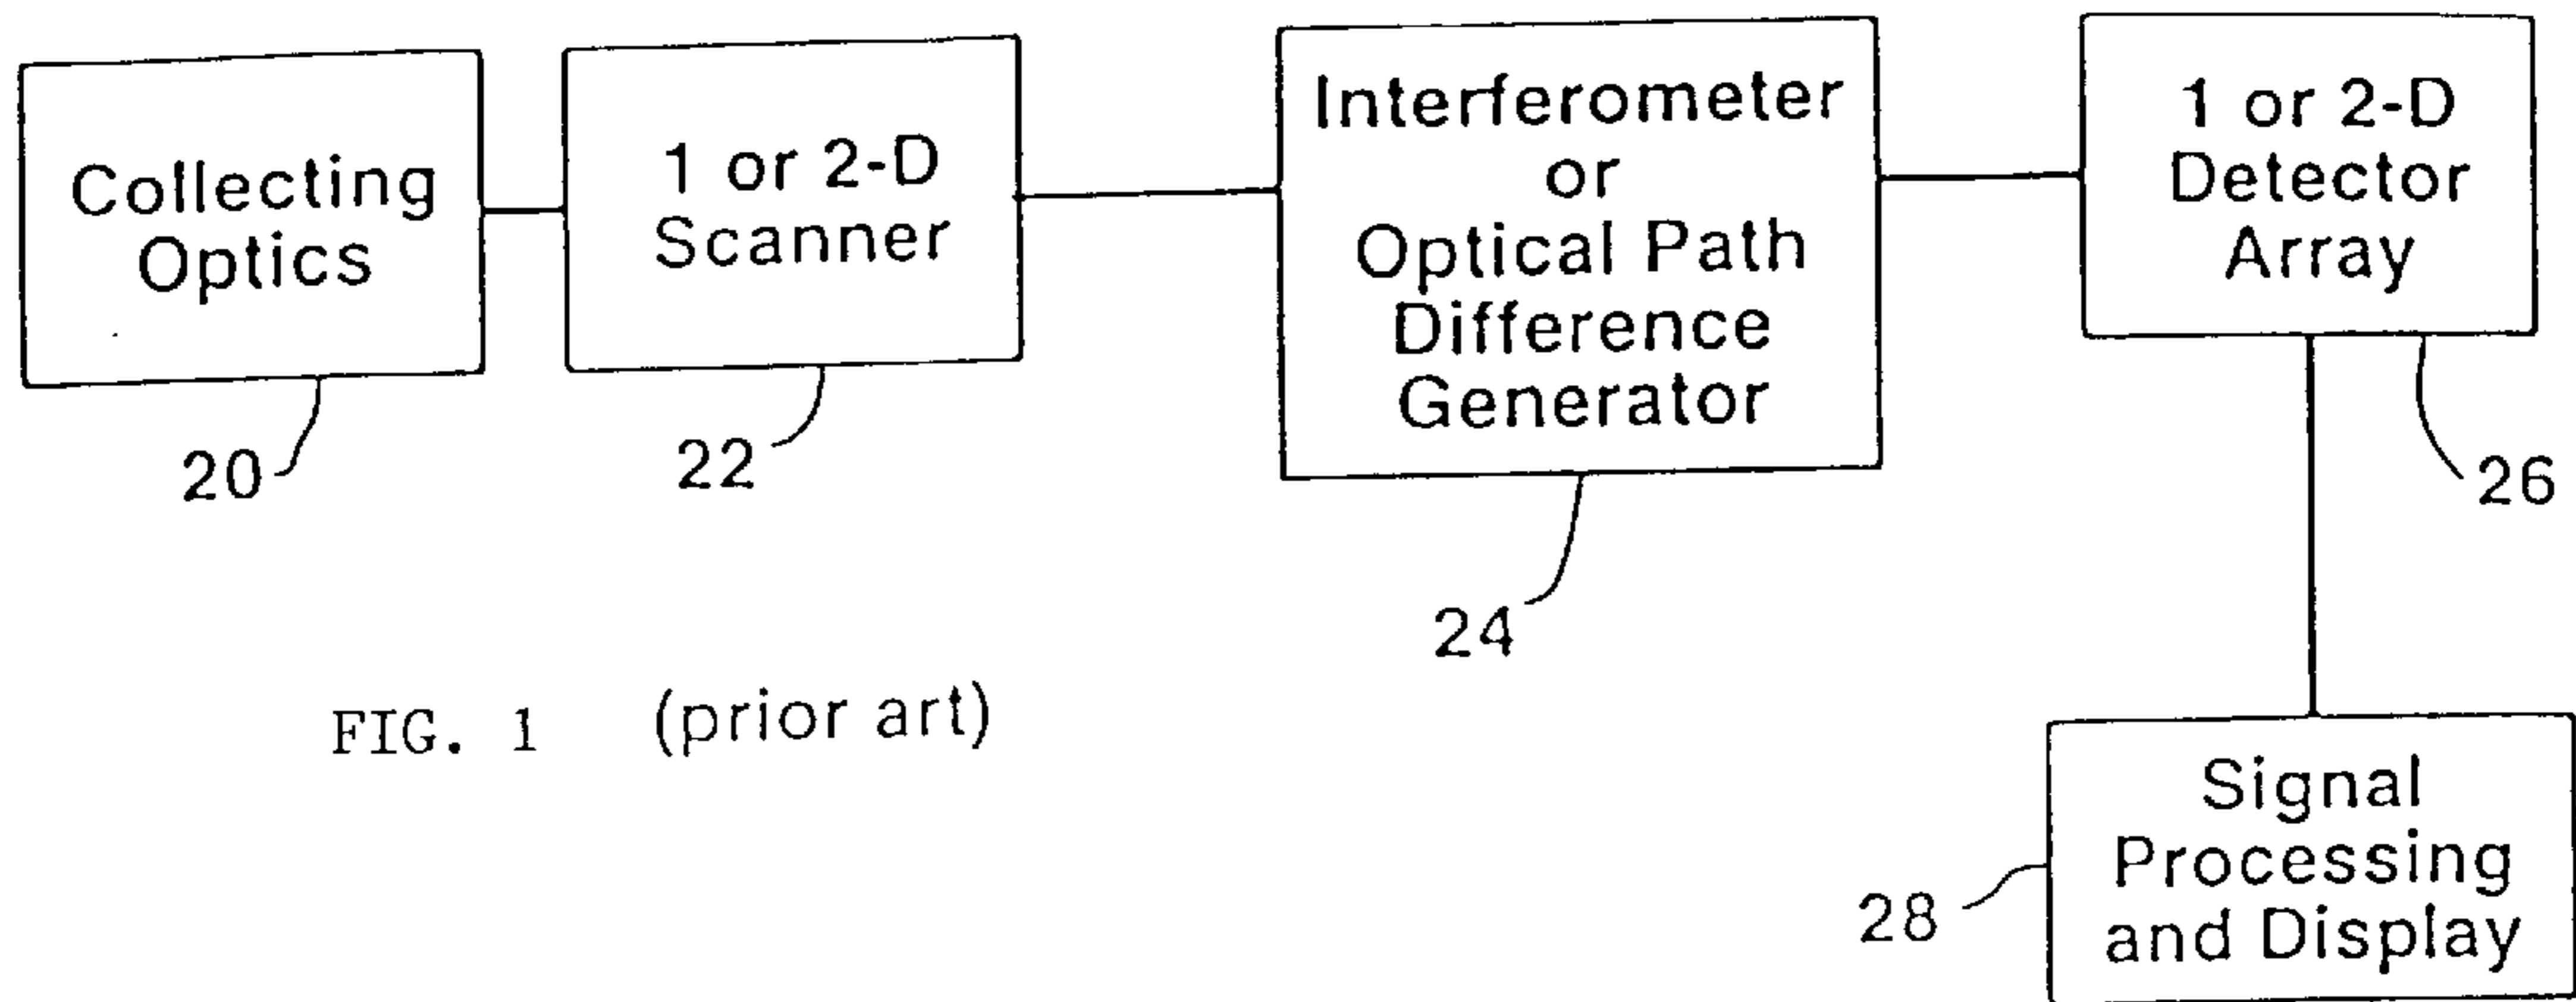 Collecting
Optics
20
1 or 2-D
Scanner
22
Interferometer
or
Optical Path
Difference
Generator
24
1 or 2-D
Detector
Array
26
Signal
Processing
and Display
28
FIG. 1 (prior art)